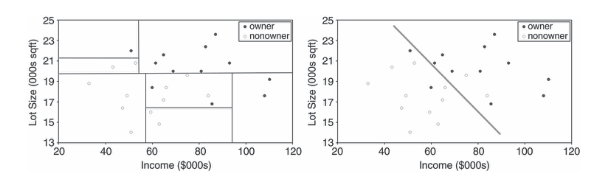 25
23
21
19
17
15
13
Lot Size (000s sqft)
owner
nonowner
20 40 60 80 100 120
Income ($000s)
25
23
21
19
17
15
13
Lot Size (000s sqft)
owner
nonowner
20 40 60 80 100 120
Income ($000s)